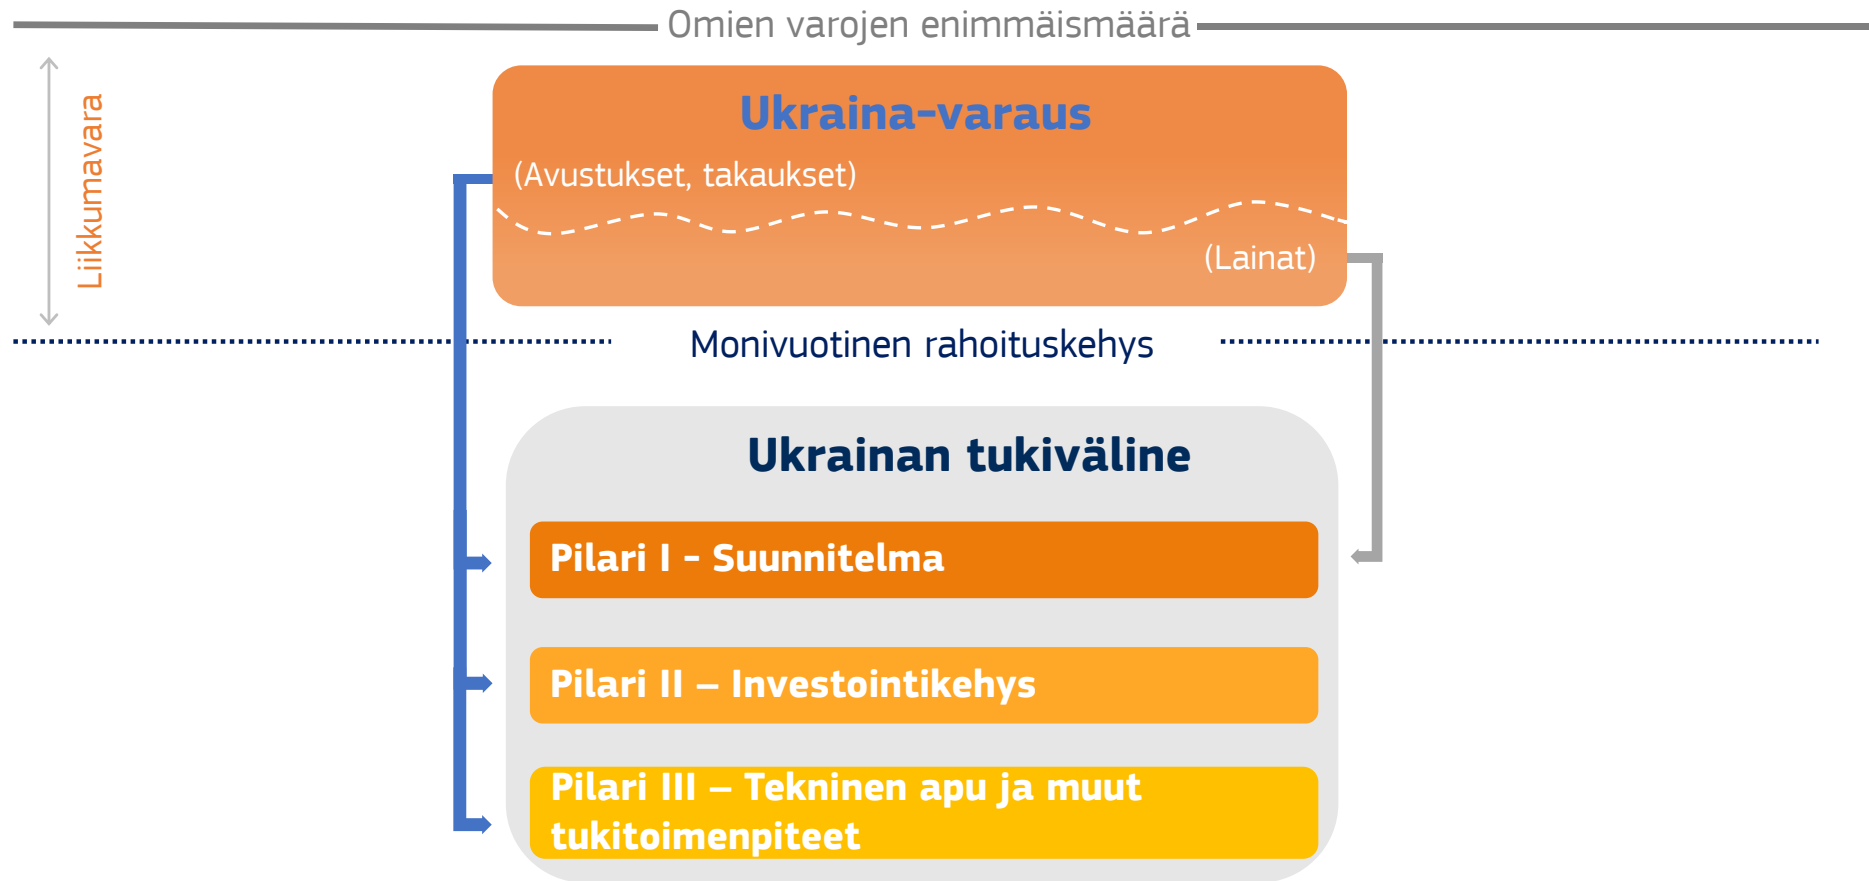 Omien varojen enimmäismäärä
Liikkumavara
Ukraina-varaus
(Avustukset, takaukset)
(Lainat)
Monivuotinen rahoituskehys
Ukrainan tukiväline
Pilari I - Suunnitelma
Pilari II – Investointikehys
Pilari III – Tekninen apu ja muut
tukitoimenpiteet